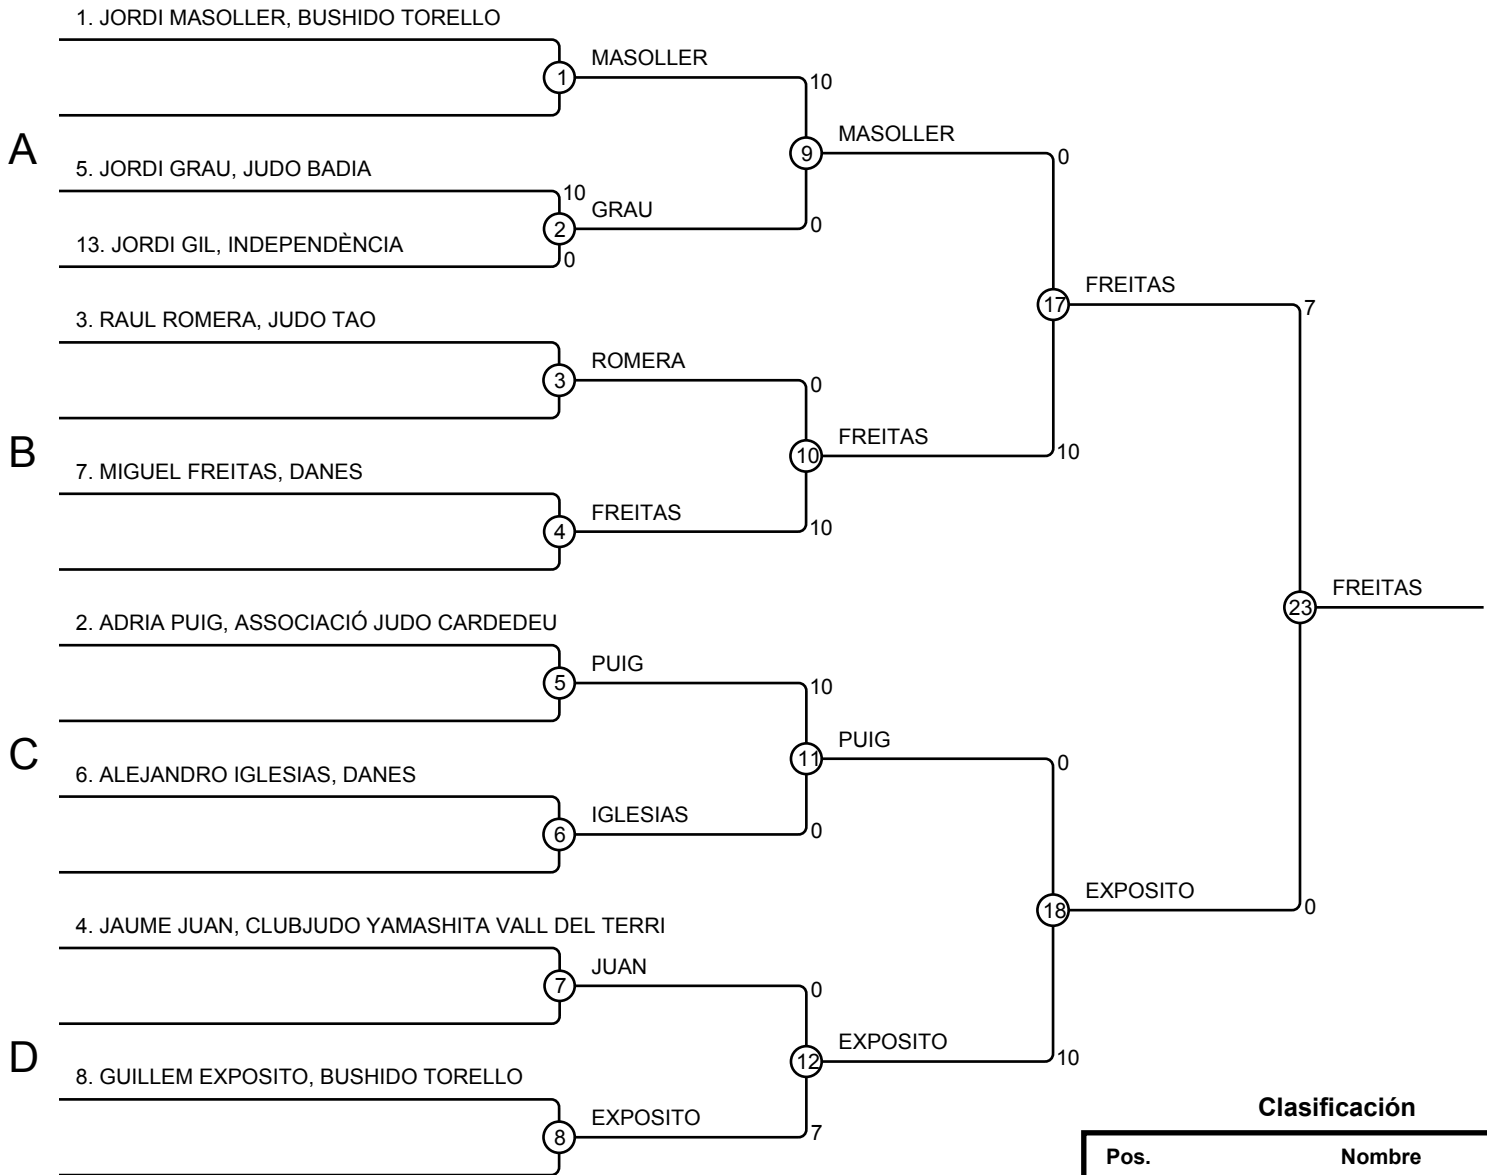 1. JORDI MASOLLER, BUSHIDO TORELLO
MASOLLER
1
10
A
MASOLLER
9
0
5. JORDI GRAU, JUDO BADIA
10
GRAU
2
0
13. JORDI GIL, INDEPENDÈNCIA
0
FREITAS
17
7
3. RAUL ROMERA, JUDO TAO
ROMERA
3
0
B
FREITAS
10
10
7. MIGUEL FREITAS, DANES
FREITAS
4
10
FREITAS
23
2. ADRIA PUIG, ASSOCIACIÓ JUDO CARDEDEU
PUIG
5
10
C
PUIG
11
0
6. ALEJANDRO IGLESIAS, DANES
IGLESIAS
6
0
EXPOSITO
18
0
4. JAUME JUAN, CLUBJUDO YAMASHITA VALL DEL TERRI
JUAN
7
0
D
EXPOSITO
12
10
8. GUILLEM EXPOSITO, BUSHIDO TORELLO
EXPOSITO
8
7
Clasificación
Pos. Nombre